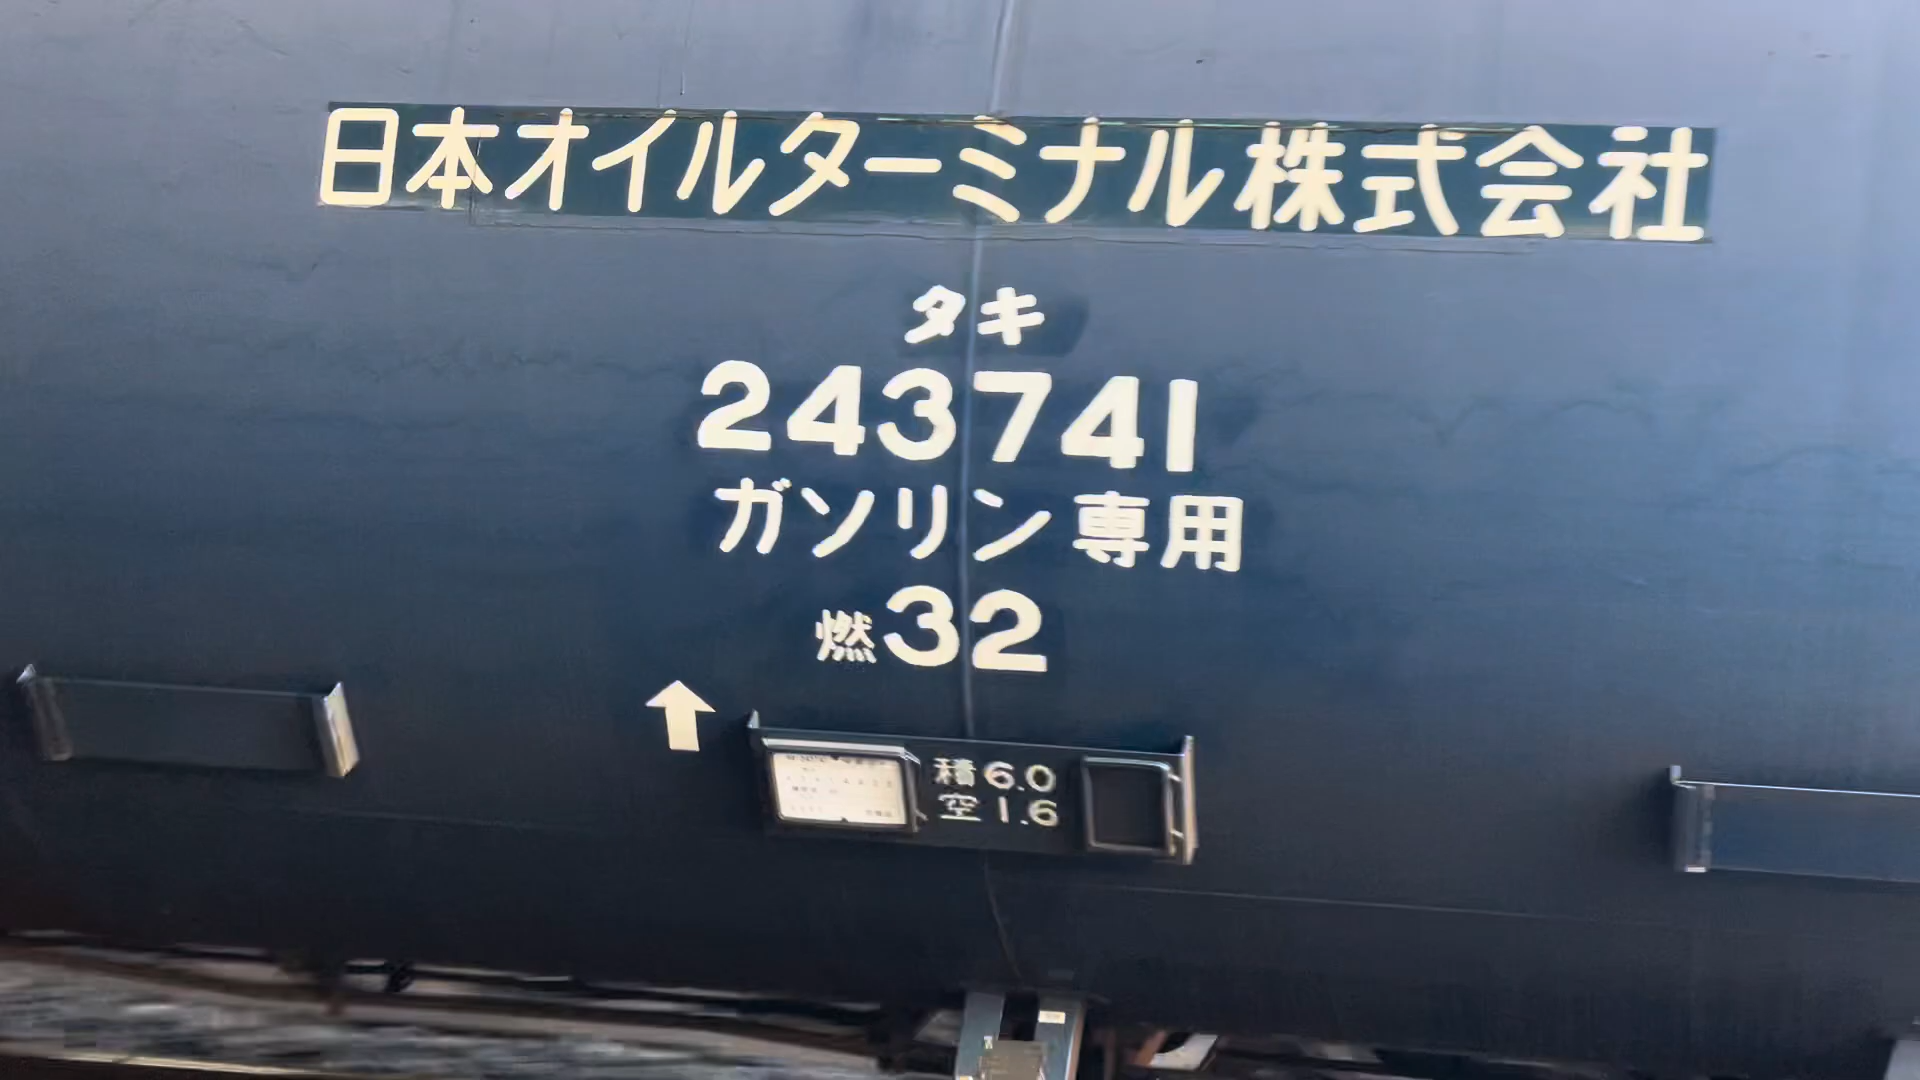 日本オイルターミナル株式会社
タキ
243741
ガソリン専用
燃32
積 6.0
空 1.6